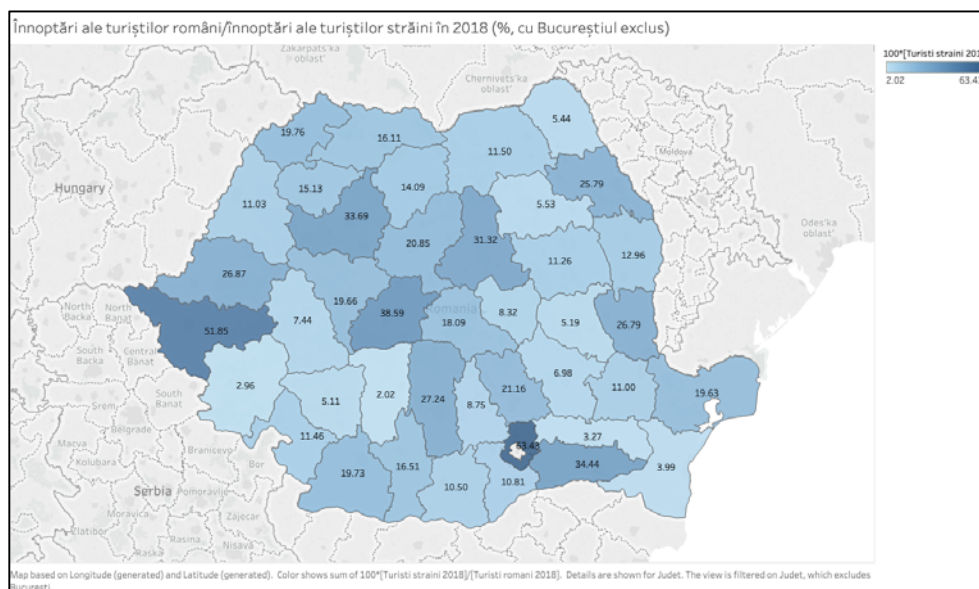 Înnoptări ale turiștilor români/înnoptări ale turiștilor străini în 2018 (%, cu Bucureștiul exclus)
100*[Turisti straini 201
2.02 63.43
Zakarpats'ka oblast'
Chernivets'ka oblast'
Moldova
Hungary
Odes'ka oblast'
5.44
19.76
16.11
11.50
25.79
15.13
14.09
5.53
11.03
33.69
31.32
20.85
12.96
11.26
26.87
19.66
Romania
38.59
8.32
7.44
18.09
5.19
26.79
North Backa
North Banat
51.85
South Backa
Central Banat
6.98
2.96
2.02
21.16
11.00
19.63
South Banat
5.11
27.24
8.75
Srem
Belgrade
11.46
63.43
3.27
Macva
Branicevo
34.44
3.99
Kolubara
Bor
19.73
16.51
10.50
10.81
Serbia
Pomoravlje
Zajecar
Moravica
Zlatibor
Rasina
Nisava
Raska
Map based on Longitude (generated) and Latitude (generated). Color shows sum of 100*[Turisti straini 2018]/[Turisti romani 2018]. Details are shown for Judet. The view is filtered on Judet, which excludes
Bucuresti.